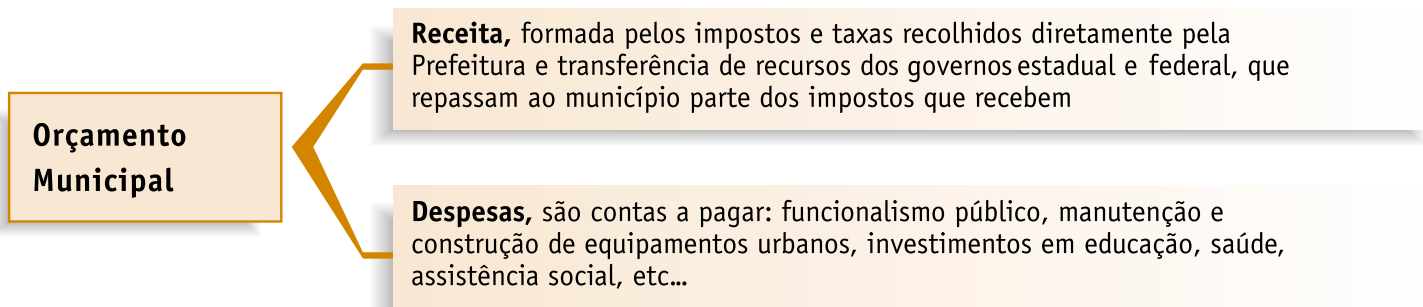 Orçamento
Municipal
Receita, formada pelos impostos e taxas recolhidos diretamente pela
Prefeitura e transferência de recursos dos governos estadual e federal, que
repassam ao município parte dos impostos que recebem
Despesas, são contas a pagar: funcionalismo público, manutenção e
construção de equipamentos urbanos, investimentos em educação, saúde,
assistência social, etc...